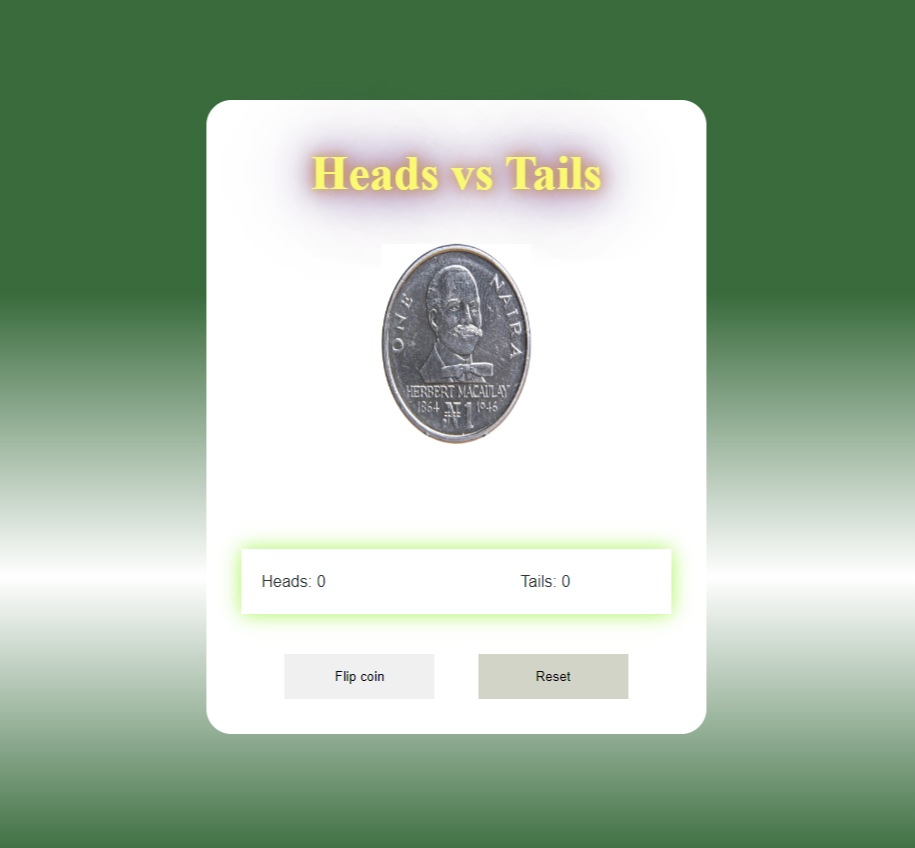 Heads vs Tails
ONE NAIRA
HERBERT MACAULAY
1864 ₦1 1946
Heads: 0 Tails: 0
Flip coin Reset